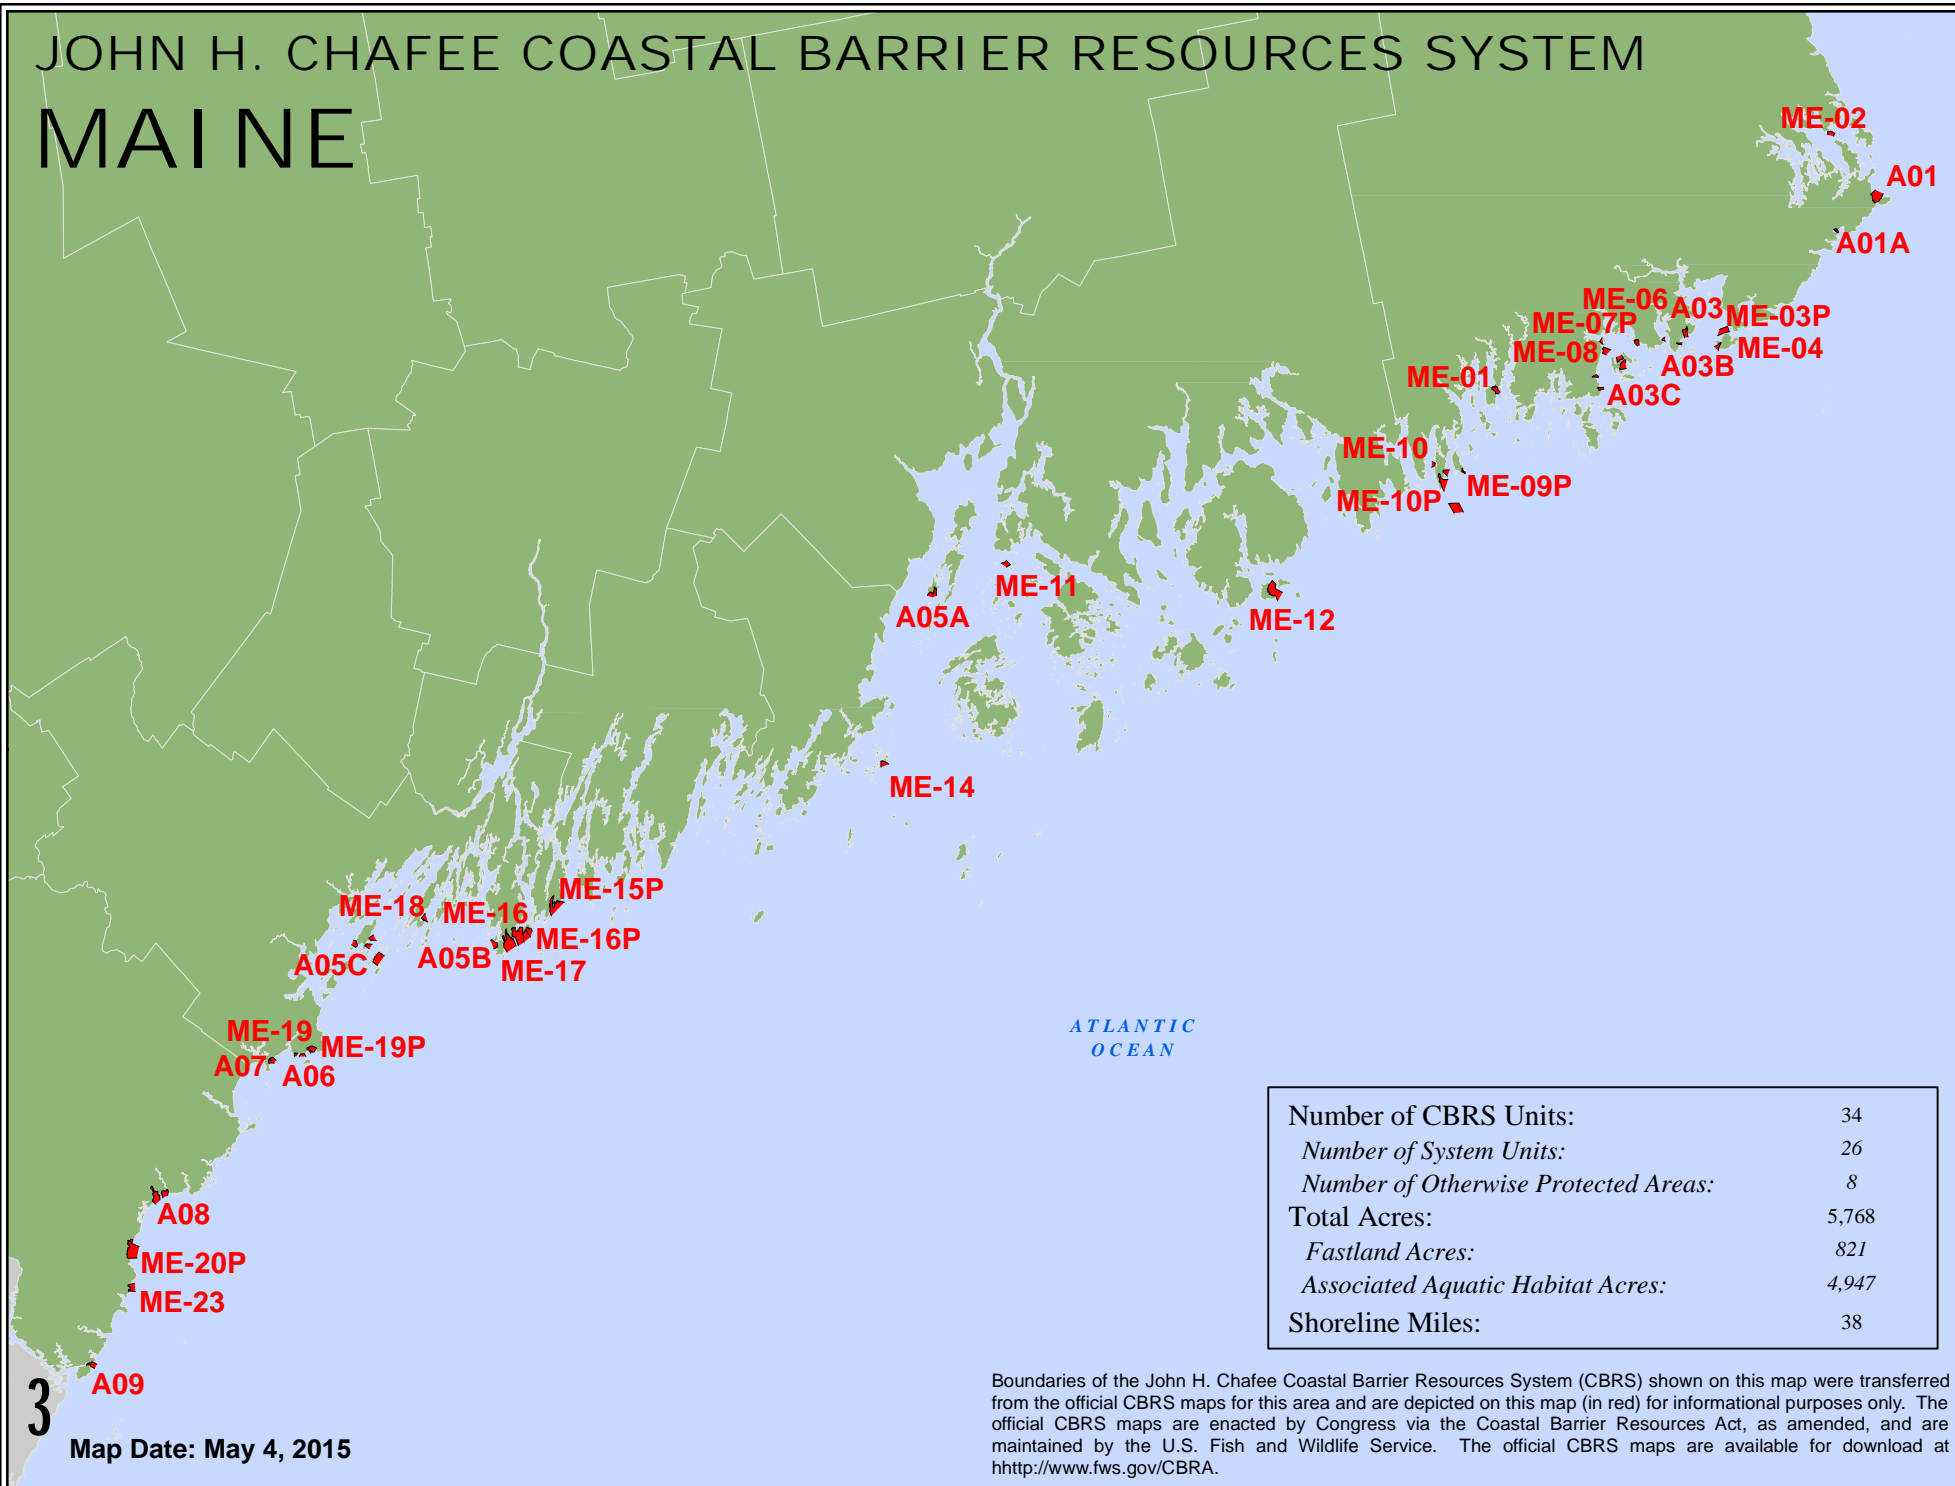 JOHN H. CHAFEE COASTAL BARRIER RESOURCES SYSTEM
MAINE
ME-02
A01
A01A
ME-06
A03
ME-03P
ME-07P
ME-08
ME-04
A03B
ME-01
A03C
ME-10
ME-09P
ME-10P
ME-11
A05A
ME-12
ME-14
ME-15P
ME-18
ME-16
ME-16P
A05C
A05B
ME-17
ME-19
ME-19P
A07
A06
ATLANTIC
OCEAN
A08
ME-20P
ME-23
A09
Number of CBRS Units: 34
Number of System Units: 26
Number of Otherwise Protected Areas: 8
Total Acres: 5,768
Fastland Acres: 821
Associated Aquatic Habitat Acres: 4,947
Shoreline Miles: 38
3
Map Date: May 4, 2015
Boundaries of the John H. Chafee Coastal Barrier Resources System (CBRS) shown on this map were transferred
from the official CBRS maps for this area and are depicted on this map (in red) for informational purposes only. The
official CBRS maps are enacted by Congress via the Coastal Barrier Resources Act, as amended, and are
maintained by the U.S. Fish and Wildlife Service. The official CBRS maps are available for download at
hhttp://www.fws.gov/CBRA.